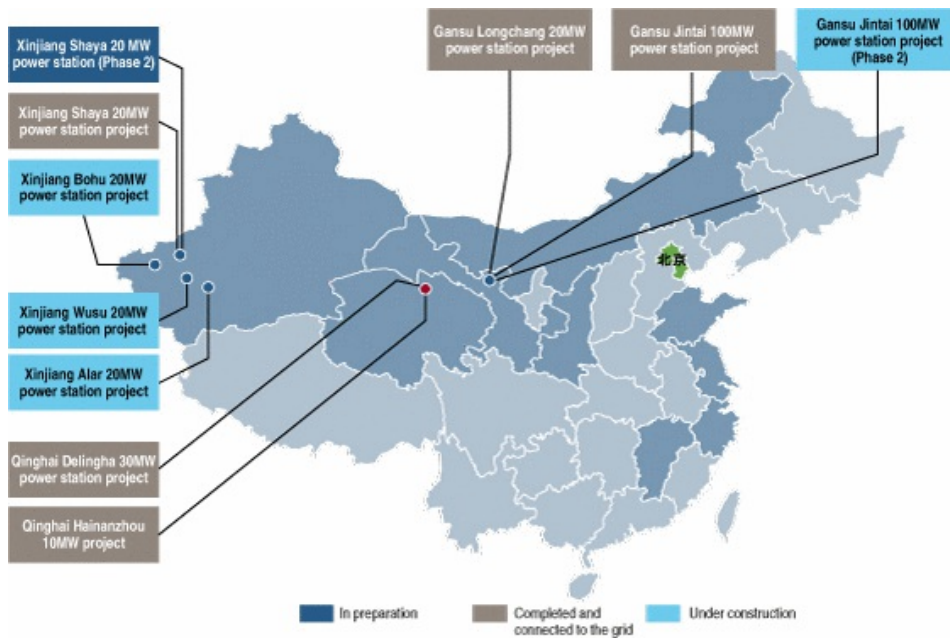 Xinjiang Shaya 20 MW
power station (Phase 2)
Gansu Longchang 20MW
power station project
Gansu Jintai 100MW
power station project
Gansu Jintai 100MW
power station project
(Phase 2)
Xinjiang Shaya 20MW
power station project
Xinjiang Bohu 20MW
power station project
北京
Xinjiang Wusu 20MW
power station project
Xinjiang Alar 20MW
power station project
Qinghai Delingha 30MW
power station project
Qinghai Hainanzhou
10MW project
In preparation
Completed and
connected to the grid
Under construction